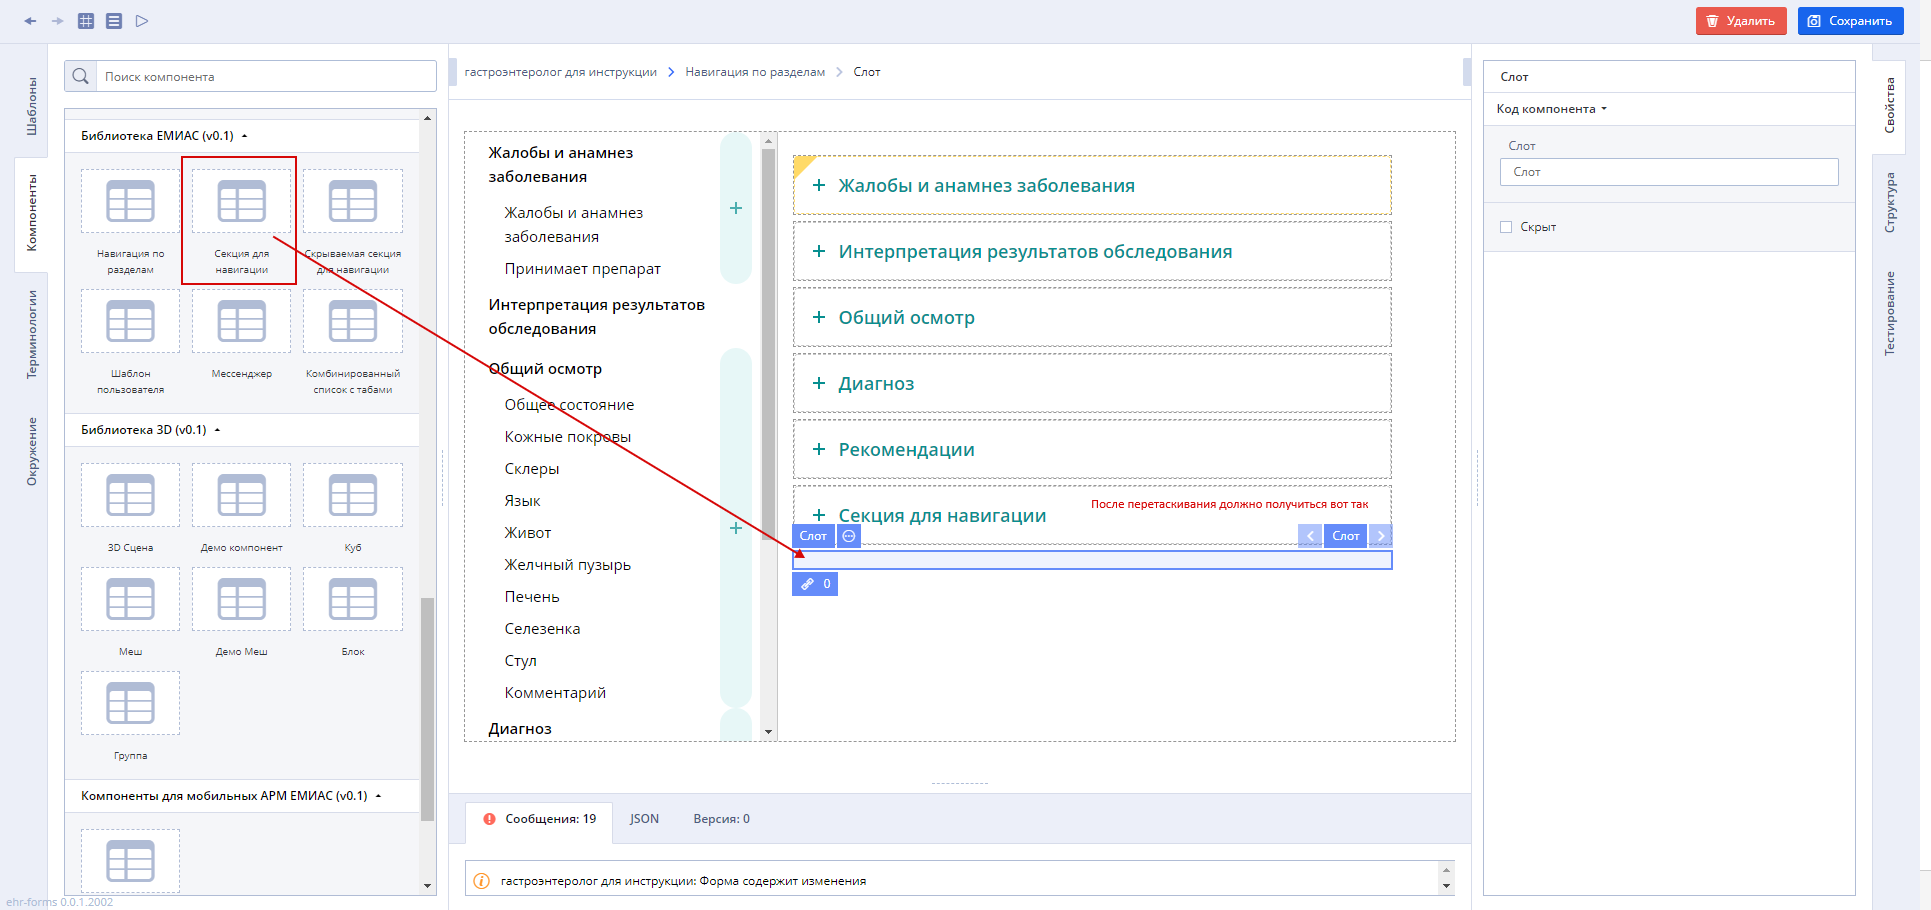 Удалить
Сохранить
Шаблоны
Компоненты
Терминологии
Окружение
Поиск компонента
Библиотека ЕМИАС (v0.1)
Навигация по разделам
Секция для навигации
Скрываемая секция для навигации
Шаблон пользователя
Мессенджер
Комбинированный список с табами
Библиотека 3D (v0.1)
3D Сцена
Демо компонент
Куб
Меш
Демо Меш
Блок
Группа
Компоненты для мобильных АРМ ЕМИАС (v0.1)
ehr-forms 0.0.1.2002
гастроэнтеролог для инструкции
Навигация по разделам
Слот
Жалобы и анамнез
заболевания
Жалобы и анамнез
заболевания
Принимает препарат
Интерпретация результатов
обследования
Общий осмотр
Общее состояние
Кожные покровы
Склеры
Язык
Живот
Желчный пузырь
Печень
Селезенка
Стул
Комментарий
Диагноз
Жалобы и анамнез заболевания
Интерпретация результатов обследования
Общий осмотр
Диагноз
Рекомендации
После перетаскивания должно получиться вот так
Секция для навигации
Слот
Слот
0
Сообщения: 19
JSON
Версия: 0
гастроэнтеролог для инструкции: Форма содержит изменения
Слот
Код компонента
Слот
Слот
Скрыт
Свойства
Структура
Тестирование